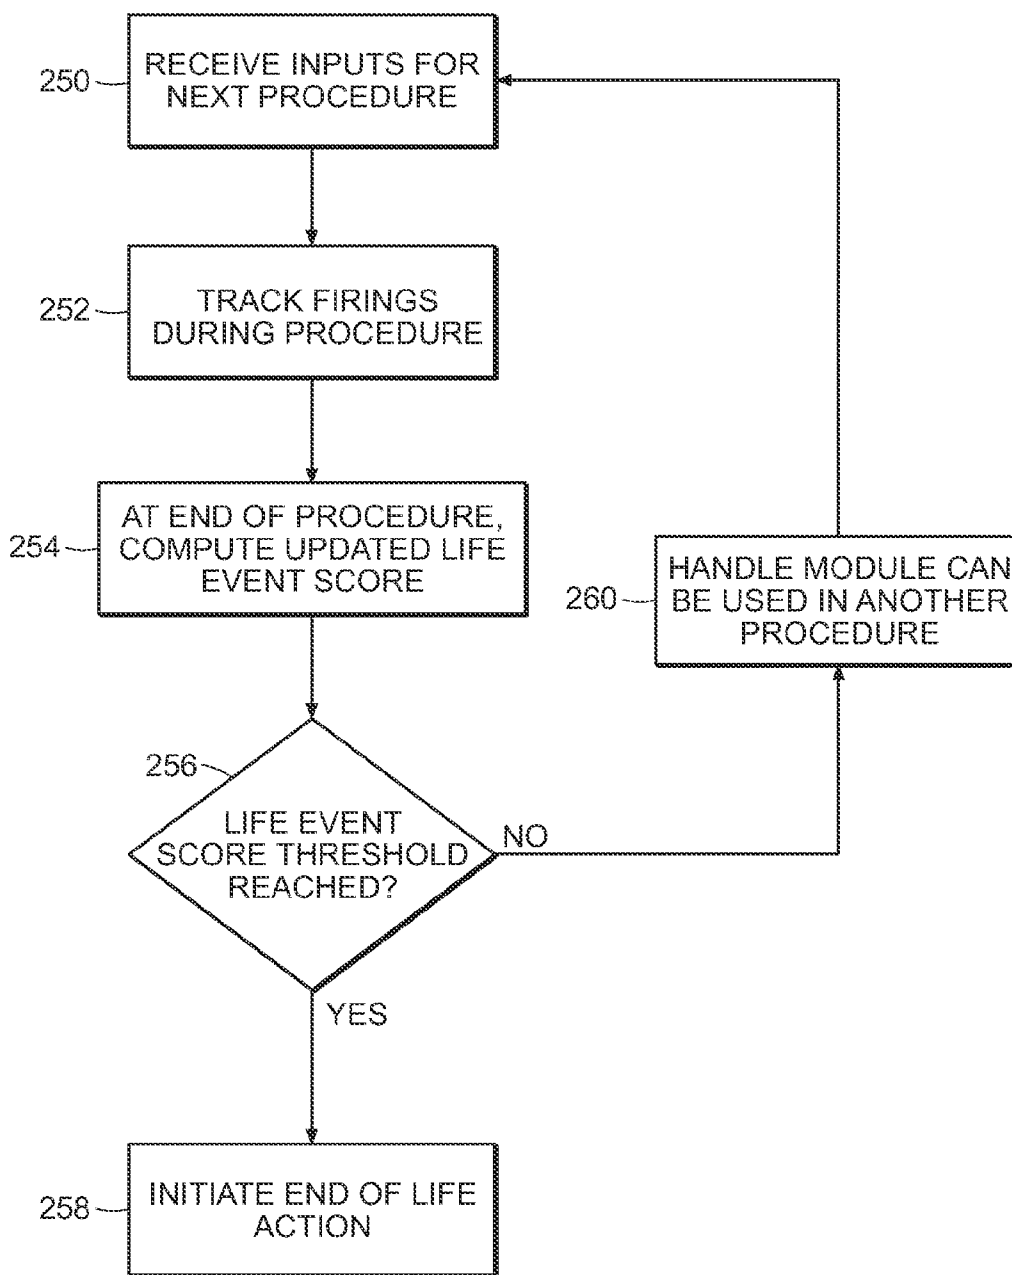 250
RECEIVE INPUTS FOR
NEXT PROCEDURE
252
TRACK FIRINGS
DURING PROCEDURE
254
AT END OF PROCEDURE,
COMPUTE UPDATED LIFE
EVENT SCORE
260
HANDLE MODULE CAN
BE USED IN ANOTHER
PROCEDURE
256
LIFE EVENT
SCORE THRESHOLD
REACHED?
NO
YES
258
INITIATE END OF LIFE
ACTION